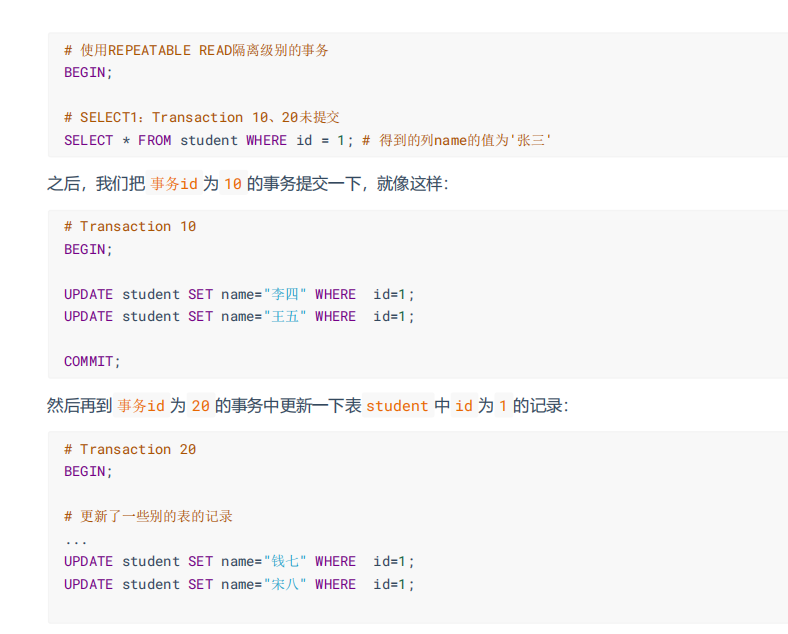 # 使用REPEATABLE READ隔离级别的事务
BEGIN;
# SELECT1：Transaction 10、20未提交
SELECT * FROM student WHERE id = 1; # 得到的列name的值为'张三'
之后，我们把 事务id 为 10 的事务提交一下，就像这样：
# Transaction 10
BEGIN;
UPDATE student SET name="李四" WHERE  id=1;
UPDATE student SET name="王五" WHERE  id=1;
COMMIT;
然后再到 事务id 为 20 的事务中更新一下表 student 中 id 为 1 的记录：
# Transaction 20
BEGIN;
# 更新了一些别的表的记录
...
UPDATE student SET name="钱七" WHERE  id=1;
UPDATE student SET name="宋八" WHERE  id=1;